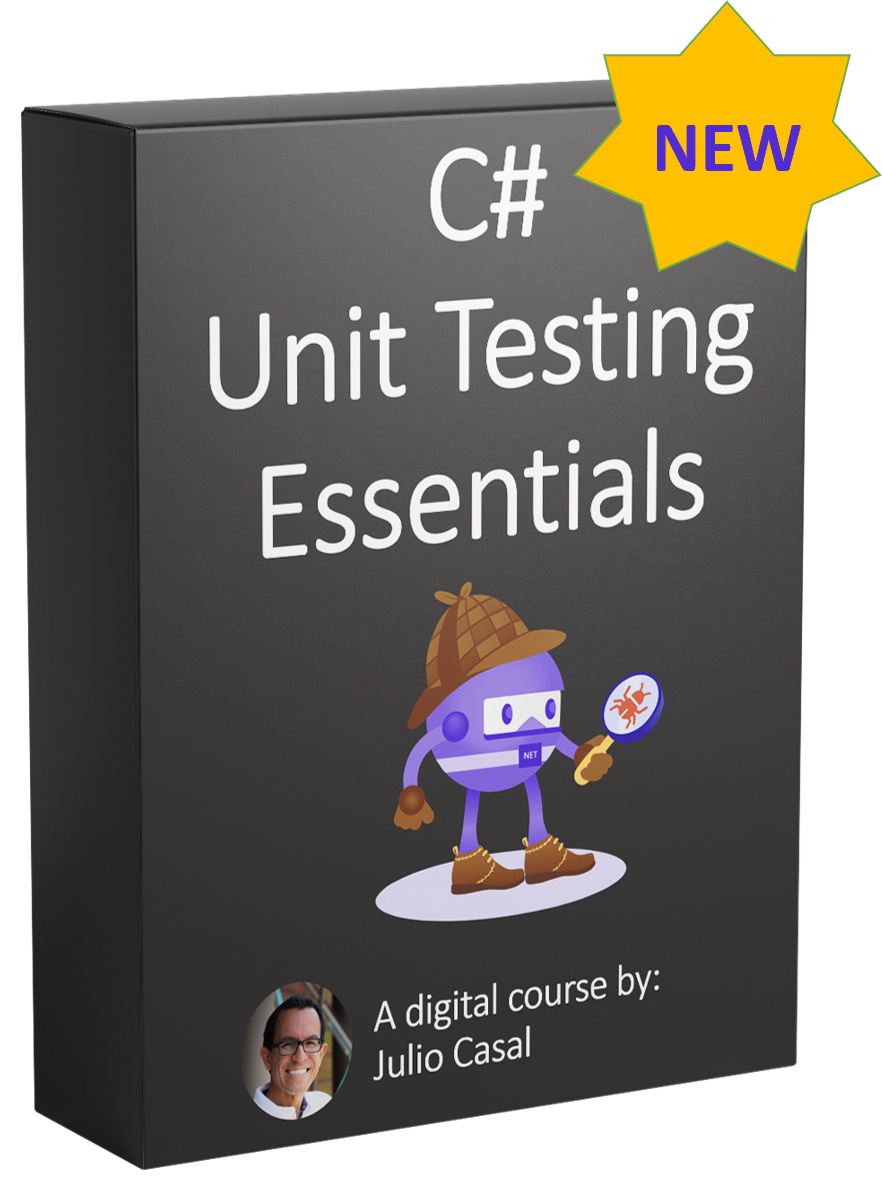 NEW
C#
Unit Testing
Essentials
NET
A digital course by:
Julio Casal